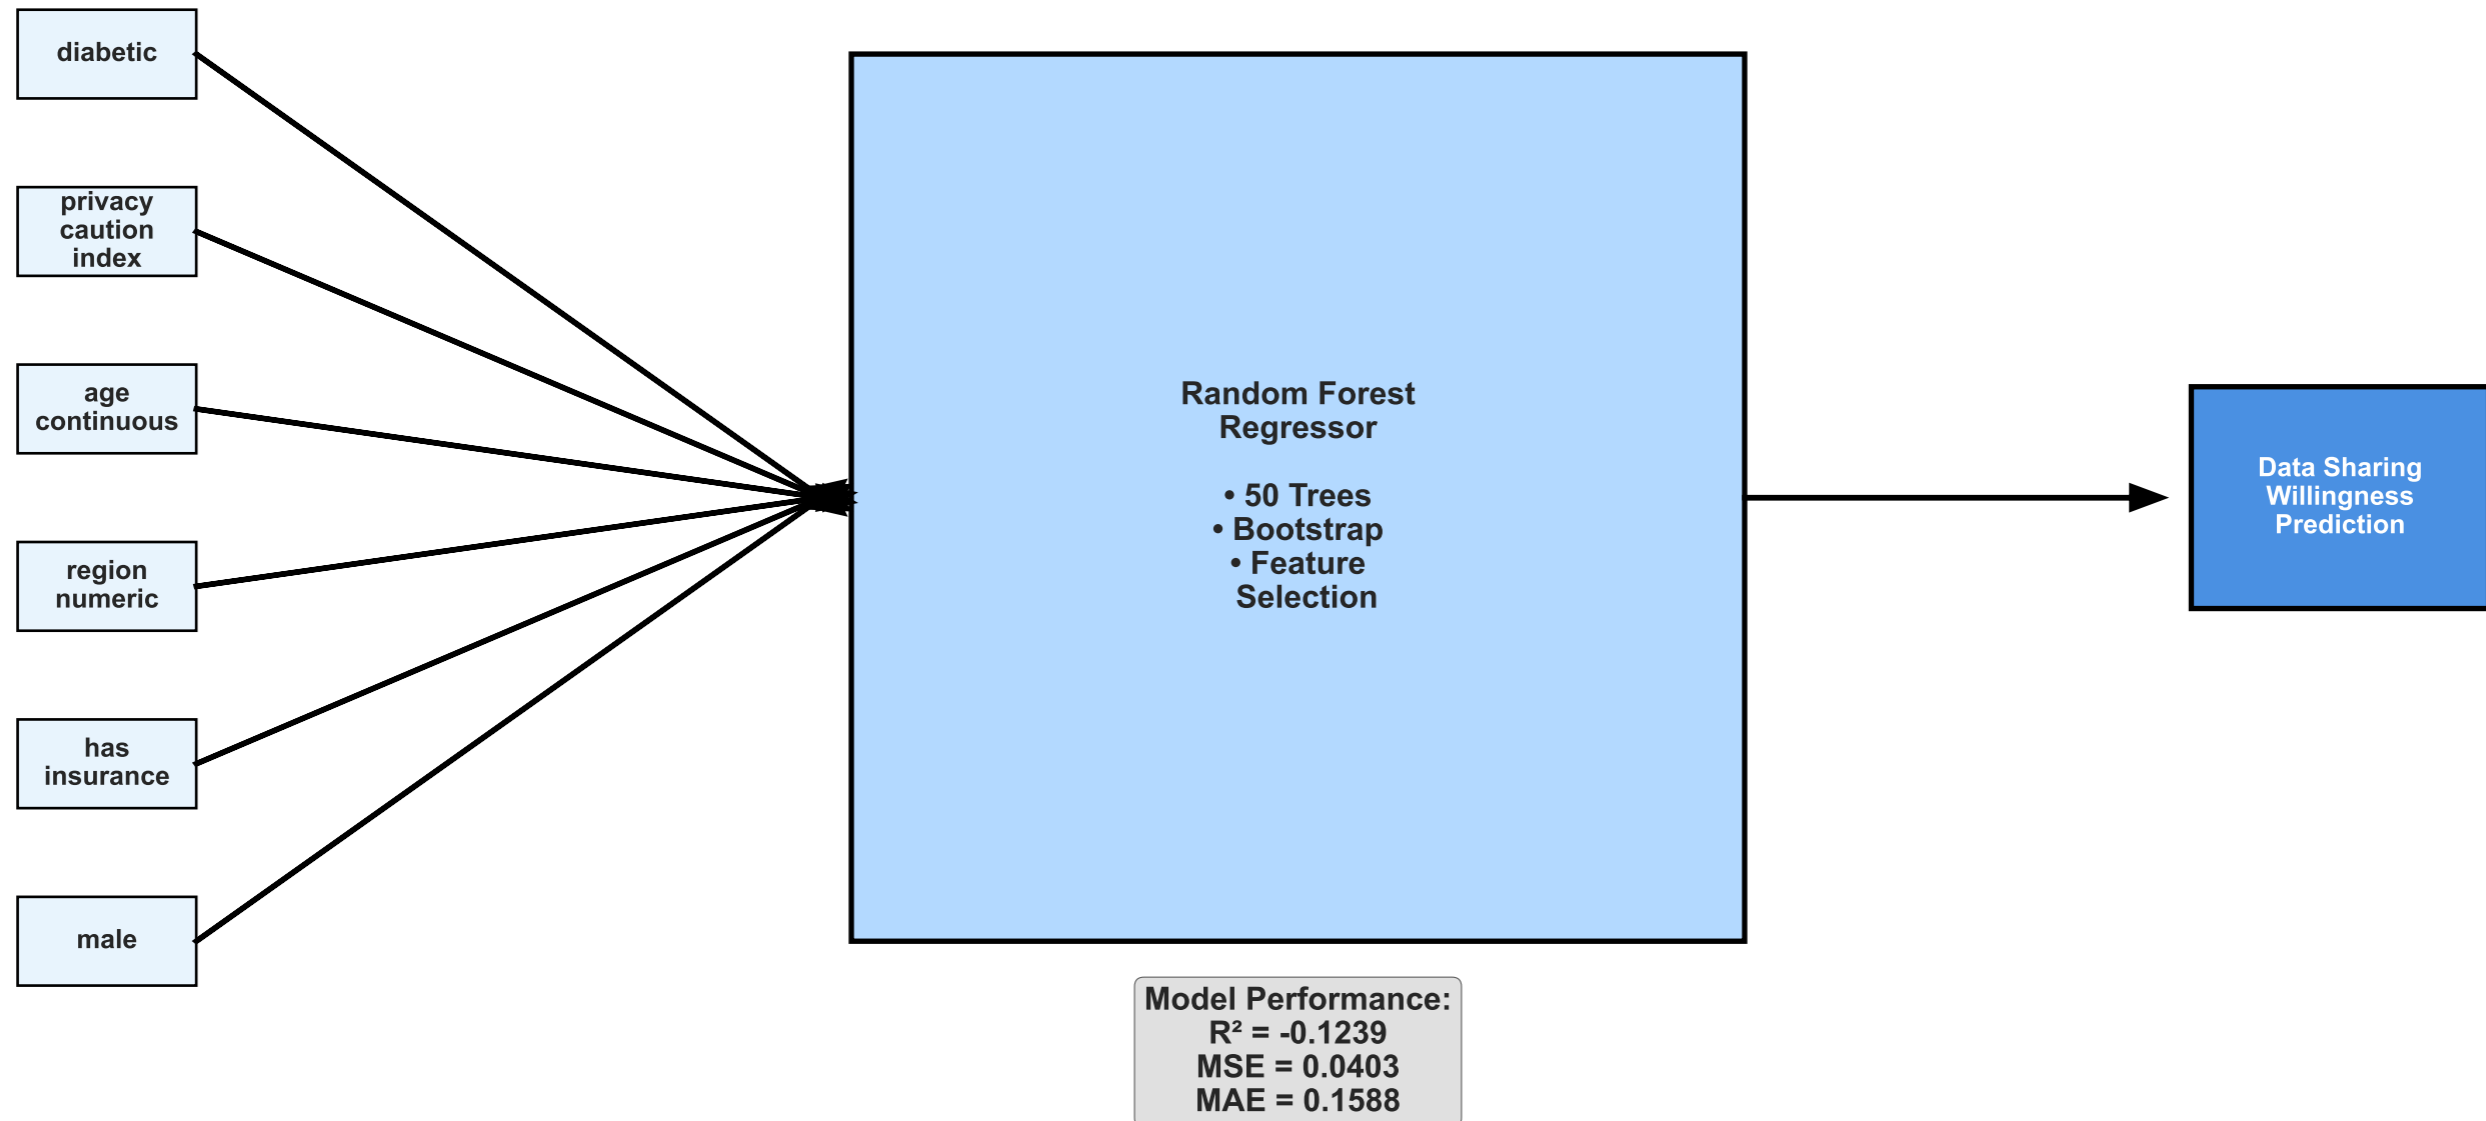 diabetic
privacy
caution
index
age
continuous
region
numeric
has
insurance
male
Random Forest
Regressor
• 50 Trees
• Bootstrap
• Feature
Selection
Model Performance:
R² = -0.1239
MSE = 0.0403
MAE = 0.1588
Data Sharing
Willingness
Prediction